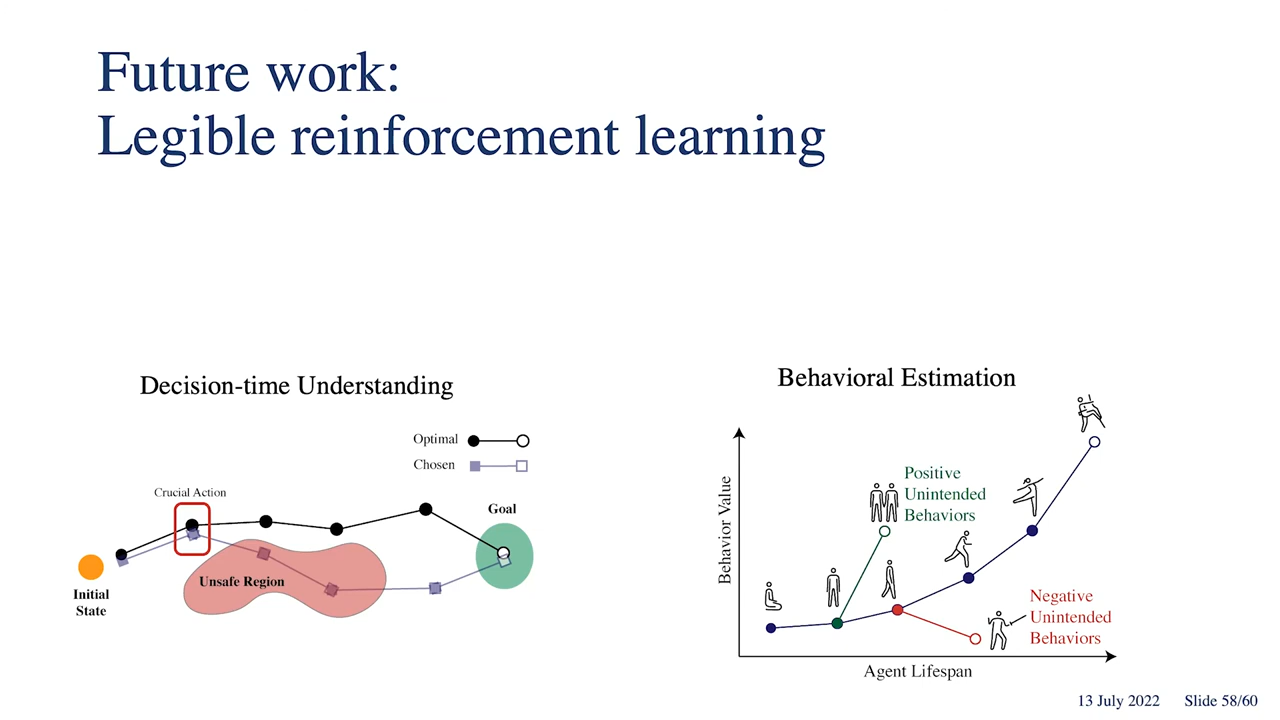 Future work:
Legible reinforcement learning
Decision-time Understanding
Optimal
Chosen
Crucial Action
Goal
Unsafe Region
Initial
State
Behavioral Estimation
Behavior Value
Positive
Unintended
Behaviors
Negative
Unintended
Behaviors
Agent Lifespan
13 July 2022 Slide 58/60